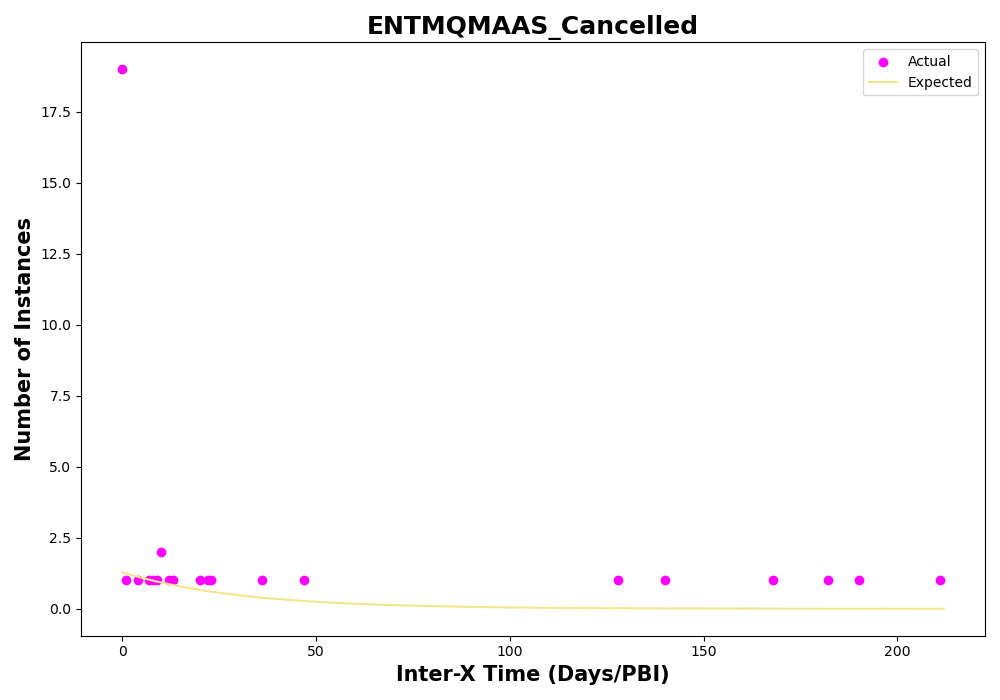 ENTMQMAAS_Cancelled
Actual
Expected
17.5
15.0
12.5
10.0
7.5
5.0
2.5
0.0
Number of Instances
0
50
100
150
200
Inter-X Time (Days/PBI)